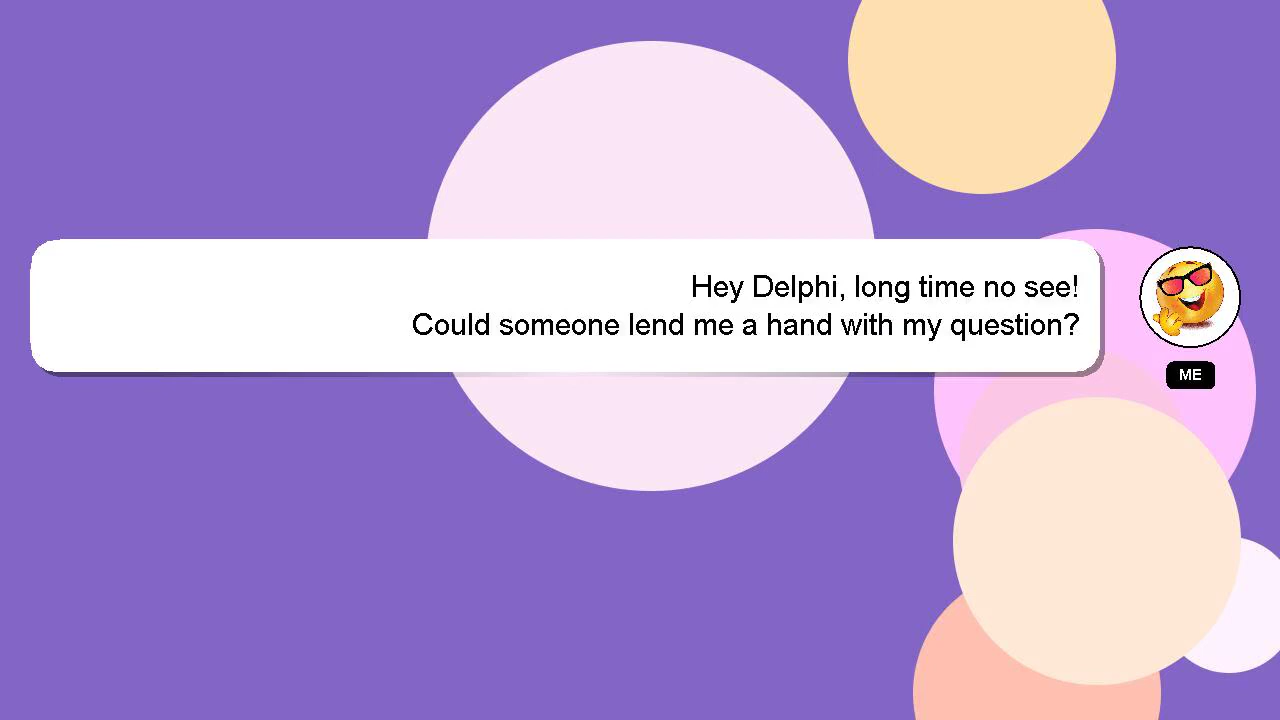 Hey Delphi, long time no see!
Could someone lend me a hand with my question?
ME